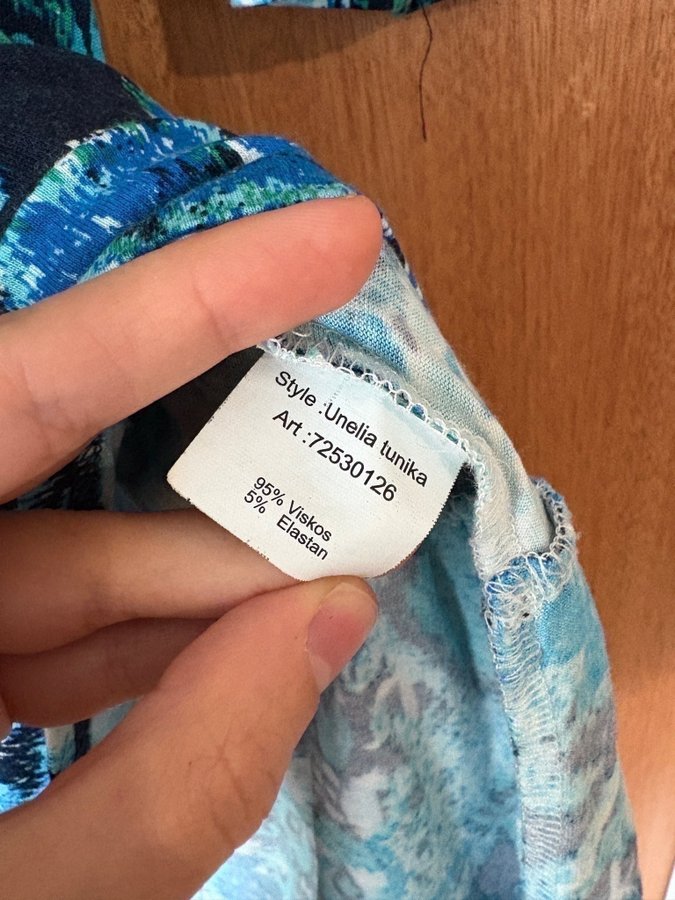 Style :Unelia tunika
Art :72530126
95% Viskos
5% Elastan